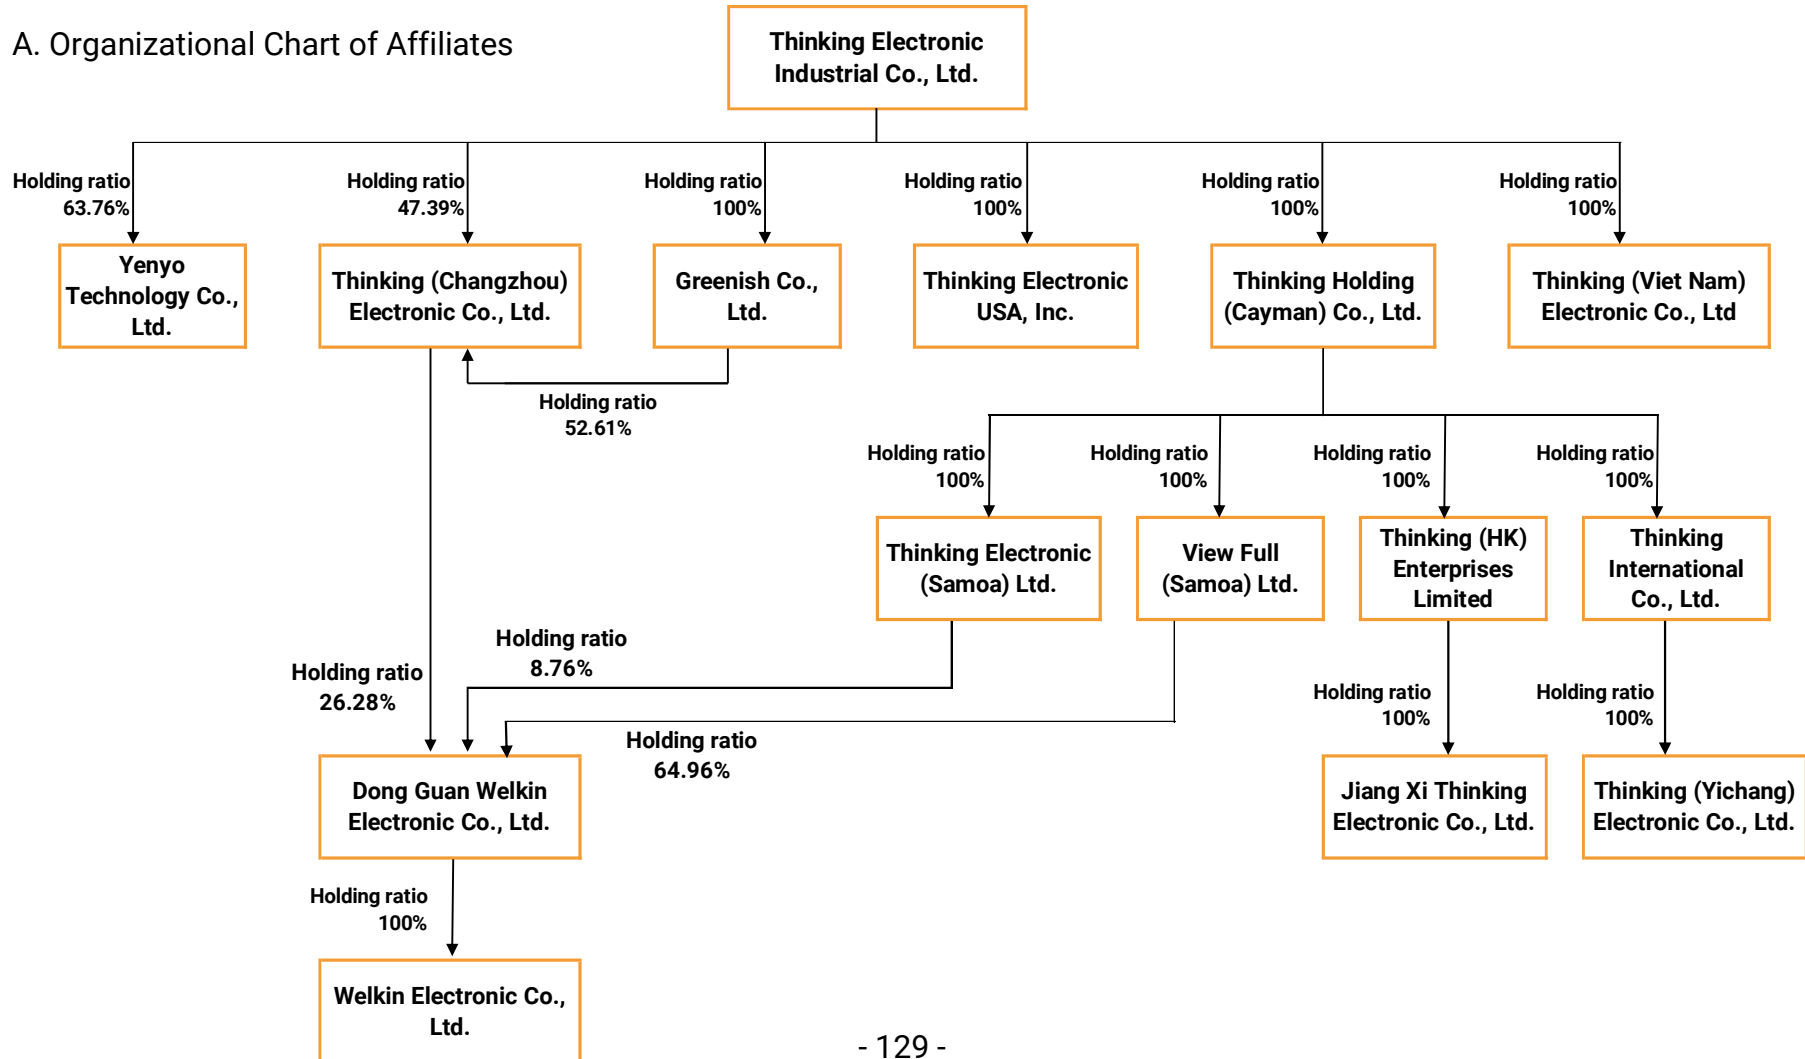 A. Organizational Chart of Affiliates
Thinking Electronic
Industrial Co., Ltd.
Holding ratio
63.76%
Holding ratio
47.39%
Holding ratio
100%
Holding ratio
100%
Holding ratio
100%
Holding ratio
100%
Yenyo
Technology Co.,
Ltd.
Thinking (Changzhou)
Electronic Co., Ltd.
Greenish Co.,
Ltd.
Thinking Electronic
USA, Inc.
Thinking Holding
(Cayman) Co., Ltd.
Thinking (Viet Nam)
Electronic Co., Ltd
Holding ratio
52.61%
Holding ratio
100%
Holding ratio
100%
Holding ratio
100%
Holding ratio
100%
Thinking Electronic
(Samoa) Ltd.
View Full
(Samoa) Ltd.
Thinking (HK)
Enterprises
Limited
Thinking
International
Co., Ltd.
Holding ratio
8.76%
Holding ratio
26.28%
Holding ratio
64.96%
Holding ratio
100%
Holding ratio
100%
Dong Guan Welkin
Electronic Co., Ltd.
Jiang Xi Thinking
Electronic Co., Ltd.
Thinking (Yichang)
Electronic Co., Ltd.
Holding ratio
100%
Welkin Electronic Co.,
Ltd.
- 129 -